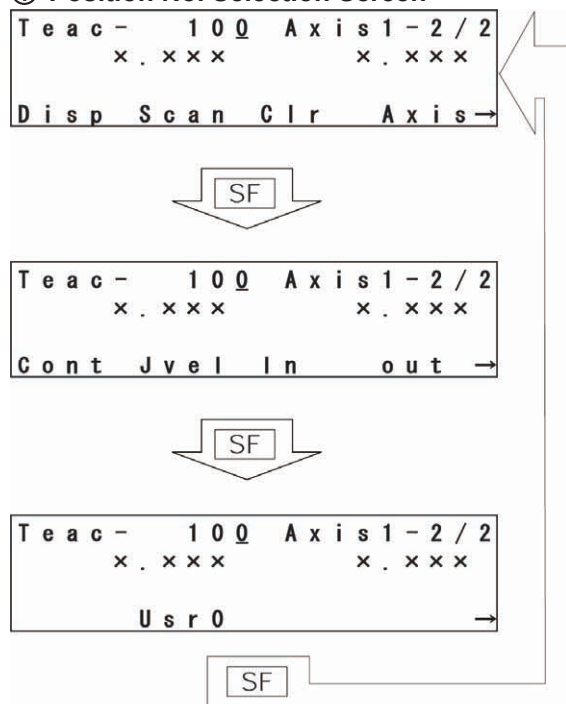 Position No. Selection Screen
Teac- 100 Axis1-2/2
×.××× ×.×××
Disp Scan Clr Axis→
SF
Teac- 100 Axis1-2/2
×.××× ×.×××
Cont Jvel In out →
SF
Teac- 100 Axis1-2/2
×.××× ×.×××
Usr0 →
SF